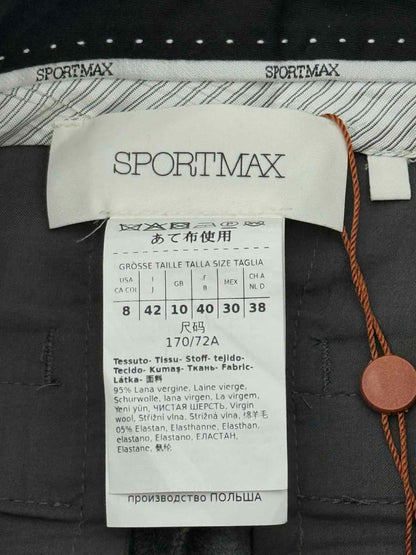 SPORTMAX SPORTMAX
SPORTMAX
あて布使用
GRÖSSE TAILLE TALLA SIZE TAGLIA
USA CA COL I J GB F B MEX CH A NL D
8 42 10 40 30 38
尺码
170/72A
Tessuto- Tissu- Stoff- tejido-
Tecido- Kumaş- Ткань- Fabric-
Látka- 面料
95% Lana vergine, Laine vierge,
Schurwolle, lana virgen, La virgem,
Yeni yün, ЧИСТАЯ ШЕРСТЬ, Virgin
wool, Střižní vlna, Strižná vlna, 绵羊毛
05% Elastan, Elasthanne, Elasthan,
elastano, Elastano, ЕЛАСТАН,
Elastane, 氨纶
производство ПОЛЬША